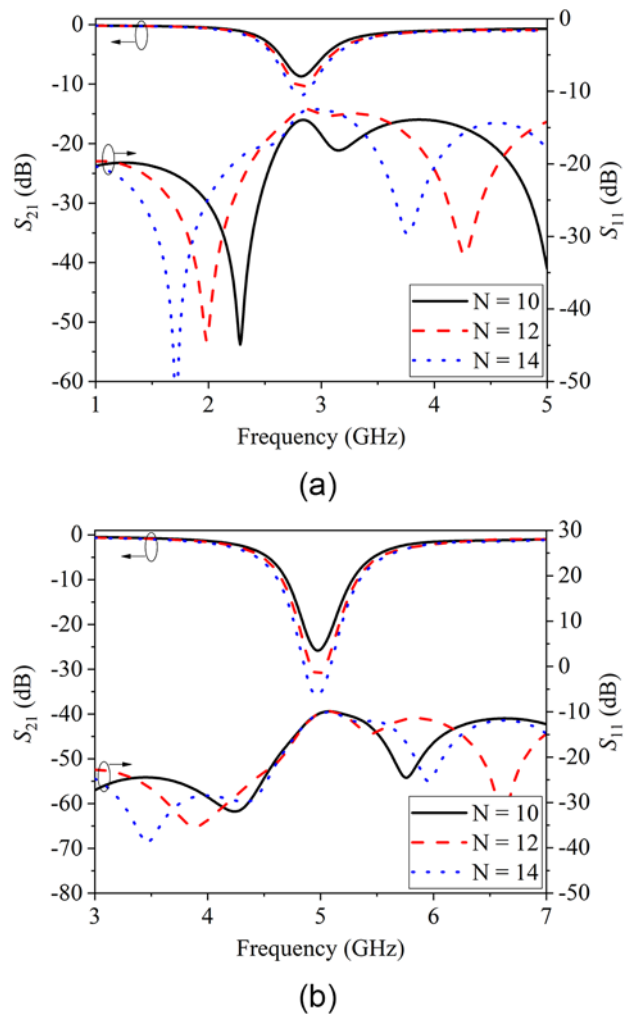 0
-10
-20
-30
-40
-50
-60
S21 (dB)
0
-10
-20
-30
-40
-50
S11 (dB)
N = 10
N = 12
N = 14
1 2 3 4 5
Frequency (GHz)
(a)
0
-10
-20
-30
-40
-50
-60
-70
-80
S21 (dB)
30
20
10
0
-10
-20
-30
-40
-50
S11 (dB)
N = 10
N = 12
N = 14
3 4 5 6 7
Frequency (GHz)
(b)